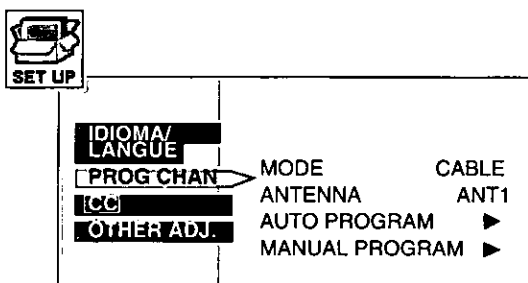 SET UP
IDIOMA/
LANGUE
PROG CHAN
CC
OTHER ADJ.
MODE CABLE
ANTENNA ANT1
AUTO PROGRAM ►
MANUAL PROGRAM ►